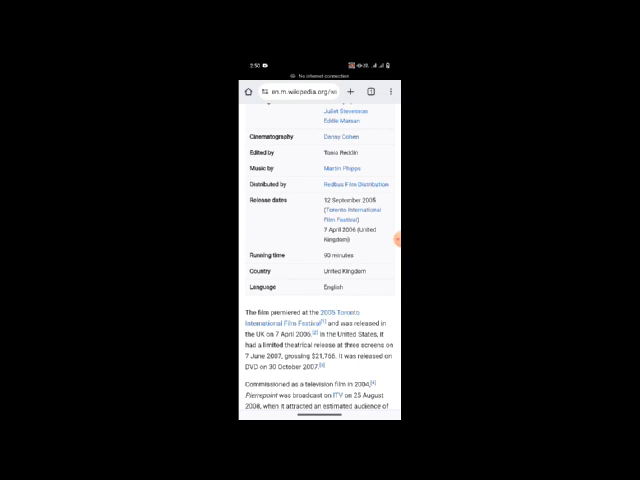 2:50
No internet connection
en.m.wikipedia.org/wi
1
Juliet Stevenson
Eddie Marsan
Cinematography Danny Cohen
Edited by Tania Reddin
Music by Martin Phipps
Distributed by Redbus Film Distribution
Release dates 12 September 2005
(Toronto International
Film Festival)
7 April 2006 (United
Kingdom)
Running time 90 minutes
Country United Kingdom
Language English
The film premiered at the 2005 Toronto
International Film Festival[1] and was released in
the UK on 7 April 2006.[2] In the United States, it
had a limited theatrical release at three screens on
7 June 2007, grossing $21,766. It was released on
DVD on 30 October 2007.[3]
Commissioned as a television film in 2004,[4]
Pierrepoint was broadcast on ITV on 25 August
2008, when it attracted an estimated audience of